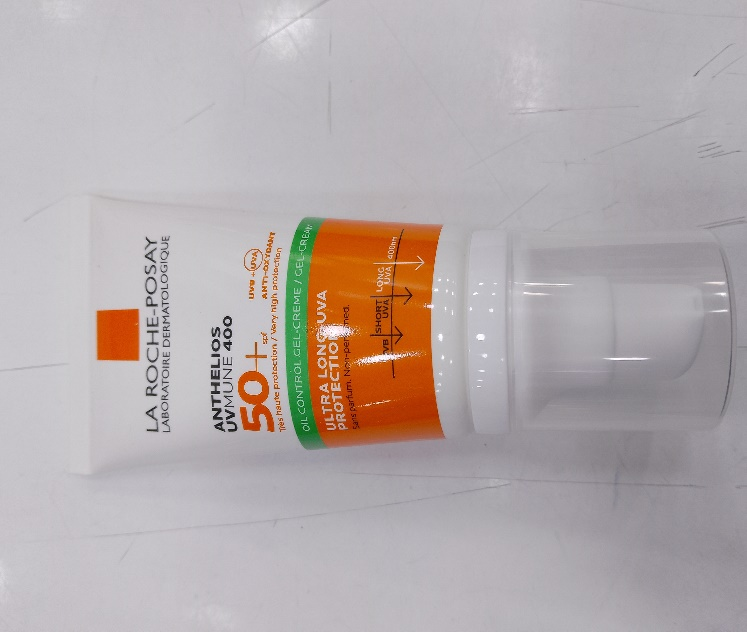 LA ROCHE-POSAY
LABORATOIRE DERMATOLOGIQUE
ANTHELIOS
UVMUNE 400
50+ spf
UVB + UVA
ANTI-OXYDANT
Très haute protection / Very high protection
OIL CONTROL GEL-CREME / GEL-CREAM
ULTRA LONG-UVA
PROTECTION
Sans parfum. Non-perfumed.
UVB
SHORT
UVA
LONG
UVA
400nm